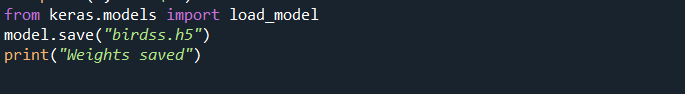 from keras.models import load_model
model.save("birdss.h5")
print("Weights saved")